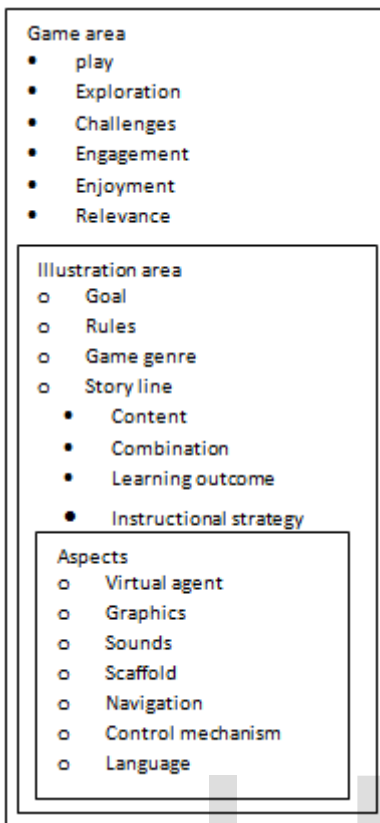 Game area
• play
• Exploration
• Challenges
• Engagement
• Enjoyment
• Relevance
Illustration area
o Goal
o Rules
o Game genre
o Story line
• Content
• Combination
• Learning outcome
• Instructional strategy
Aspects
o Virtual agent
o Graphics
o Sounds
o Scaffold
o Navigation
o Control mechanism
o Language